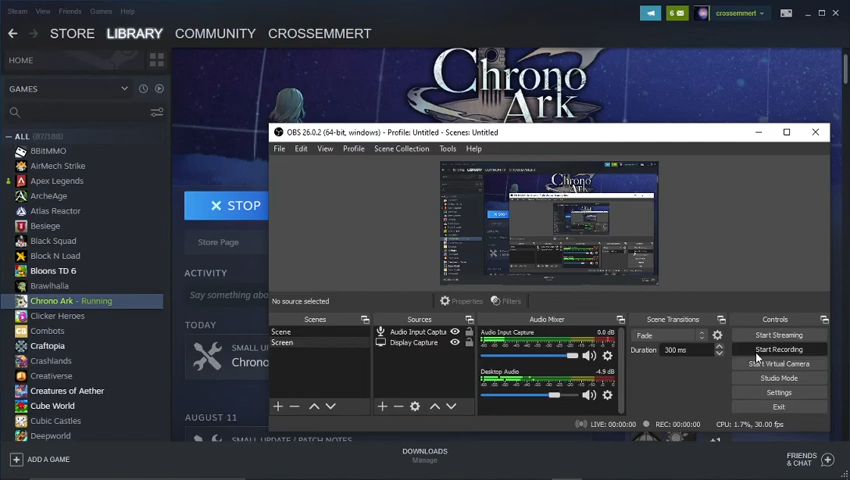 Steam View Friends Games Help
6 crossemmert
STORE LIBRARY COMMUNITY CROSSEMMERT
HOME
GAMES
ALL (87/188)
8BitMMO
AirMech Strike
Apex Legends
ArcheAge
Atlas Reactor
Besiege
Black Squad
Block N Load
Bloons TD 6
Brawlhalla
Chrono Ark - Running
Clicker Heroes
Combots
Craftopia
Crashlands
Creativerse
Creatures of Aether
Cube World
Cubic Castles
Deepworld
Chrono
Ark
STOP
Store Page
ACTIVITY
Say something abou
TODAY
SMALL
Chrono
AUGUST 11
SMALL UPDATE / PATCH NOTES
OBS 26.0.2 (64-bit, windows) - Profile: Untitled - Scenes: Untitled
File Edit View Profile Scene Collection Tools Help
No source selected
Properties Filters
Scenes
Scene
Screen
Sources
Audio Input Captu
Display Capture
Audio Mixer
Audio Input Capture 0.0 dB
Desktop Audio -4.9 dB
Scene Transitions
Fade
Duration 300 ms
Controls
Start Streaming
Start Recording
Start Virtual Camera
Studio Mode
Settings
Exit
LIVE: 00:00:00 REC: 00:00:00 CPU: 1.7%, 30.00 fps
ADD A GAME
DOWNLOADS
Manage
FRIENDS
& CHAT